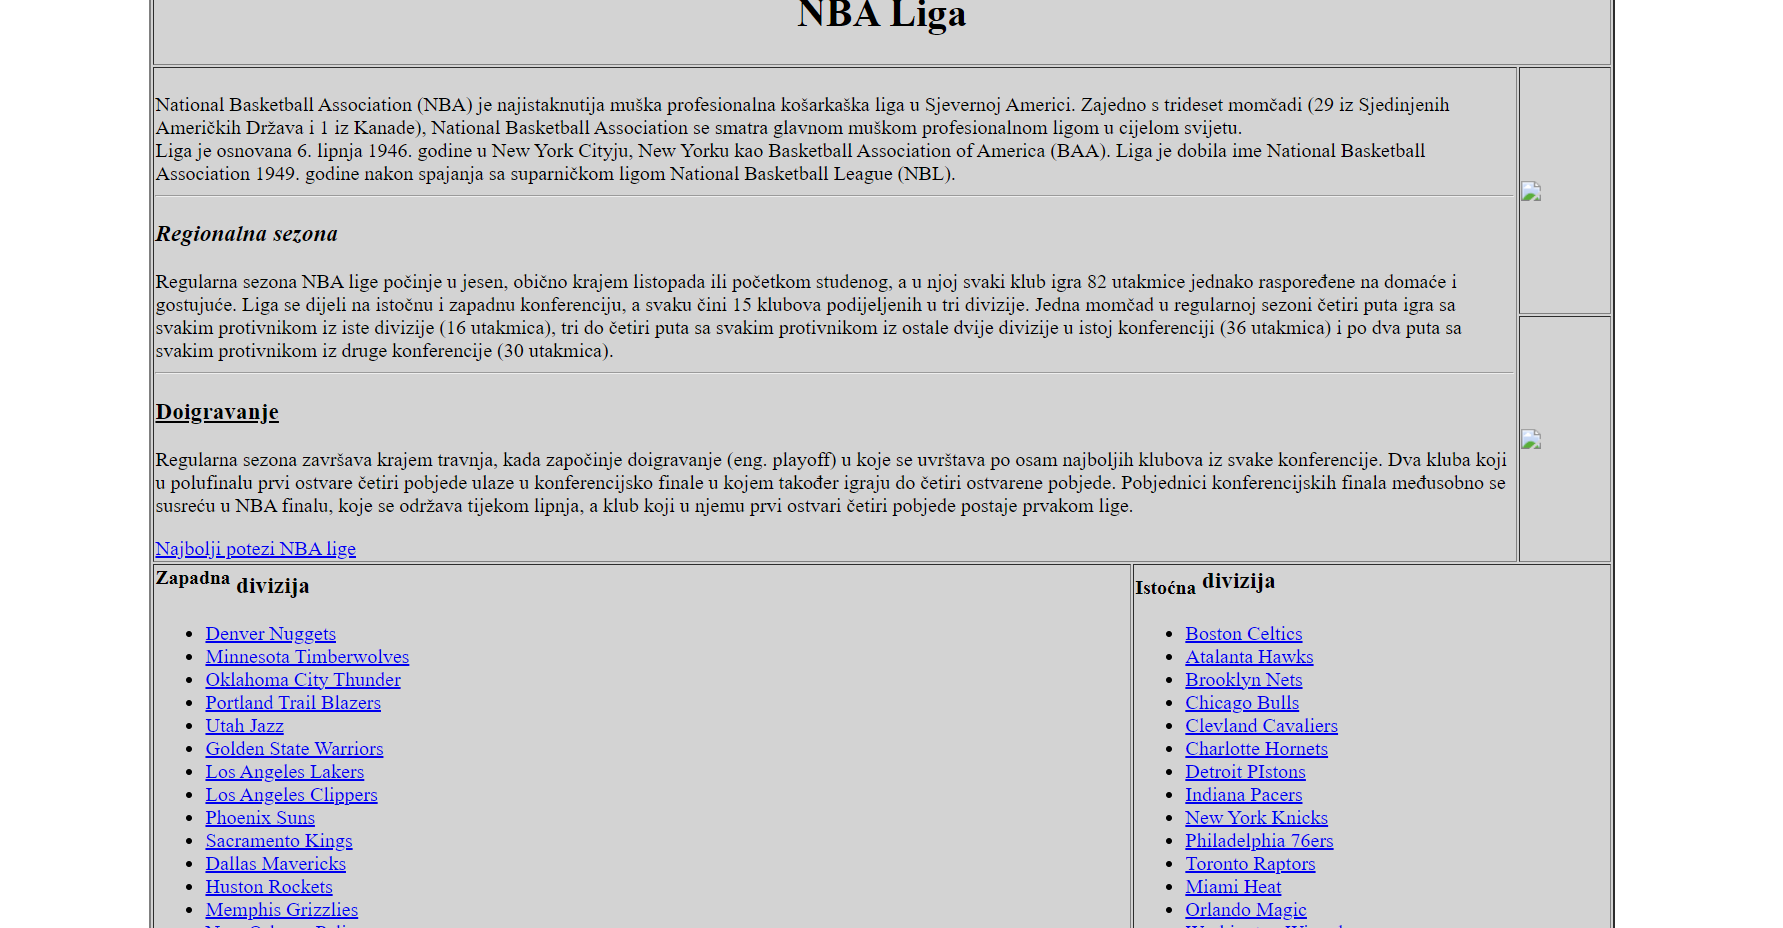 NBA Liga
National Basketball Association (NBA) je najistaknutija muška profesionalna košarkaška liga u Sjevernoj Americi. Zajedno s trideset momčadi (29 iz Sjedinjenih
Američkih Država i 1 iz Kanade), National Basketball Association se smatra glavnom muškom profesionalnom ligom u cijelom svijetu.
Liga je osnovana 6. lipnja 1946. godine u New York Cityju, New Yorku kao Basketball Association of America (BAA). Liga je dobila ime National Basketball
Association 1949. godine nakon spajanja sa suparničkom ligom National Basketball League (NBL).
Regionalna sezona
Regularna sezona NBA lige počinje u jesen, obično krajem listopada ili početkom studenog, a u njoj svaki klub igra 82 utakmice jednako raspoređene na domaće i
gostujuće. Liga se dijeli na istočnu i zapadnu konferenciju, a svaku čini 15 klubova podijeljenih u tri divizije. Jedna momčad u regularnoj sezoni četiri puta igra sa
svakim protivnikom iz iste divizije (16 utakmica), tri do četiri puta sa svakim protivnikom iz ostale dvije divizije u istoj konferenciji (36 utakmica) i po dva puta sa
svakim protivnikom iz druge konferencije (30 utakmica).
Doigravanje
Regularna sezona završava krajem travnja, kada započinje doigravanje (eng. playoff) u koje se uvrštava po osam najboljih klubova iz svake konferencije. Dva kluba koji
u polufinalu prvi ostvare četiri pobjede ulaze u konferencijsko finale u kojem također igraju do četiri ostvarene pobjede. Pobjednici konferencijskih finala međusobno se
susreću u NBA finalu, koje se održava tijekom lipnja, a klub koji u njemu prvi ostvari četiri pobjede postaje prvakom lige.
Najbolji potezi NBA lige
Zapadna divizija
Denver Nuggets
Minnesota Timberwolves
Oklahoma City Thunder
Portland Trail Blazers
Utah Jazz
Golden State Warriors
Los Angeles Lakers
Los Angeles Clippers
Phoenix Suns
Sacramento Kings
Dallas Mavericks
Huston Rockets
Memphis Grizzlies
Istoćna divizija
Boston Celtics
Atalanta Hawks
Brooklyn Nets
Chicago Bulls
Clevland Cavaliers
Charlotte Hornets
Detroit PIstons
Indiana Pacers
New York Knicks
Philadelphia 76ers
Toronto Raptors
Miami Heat
Orlando Magic